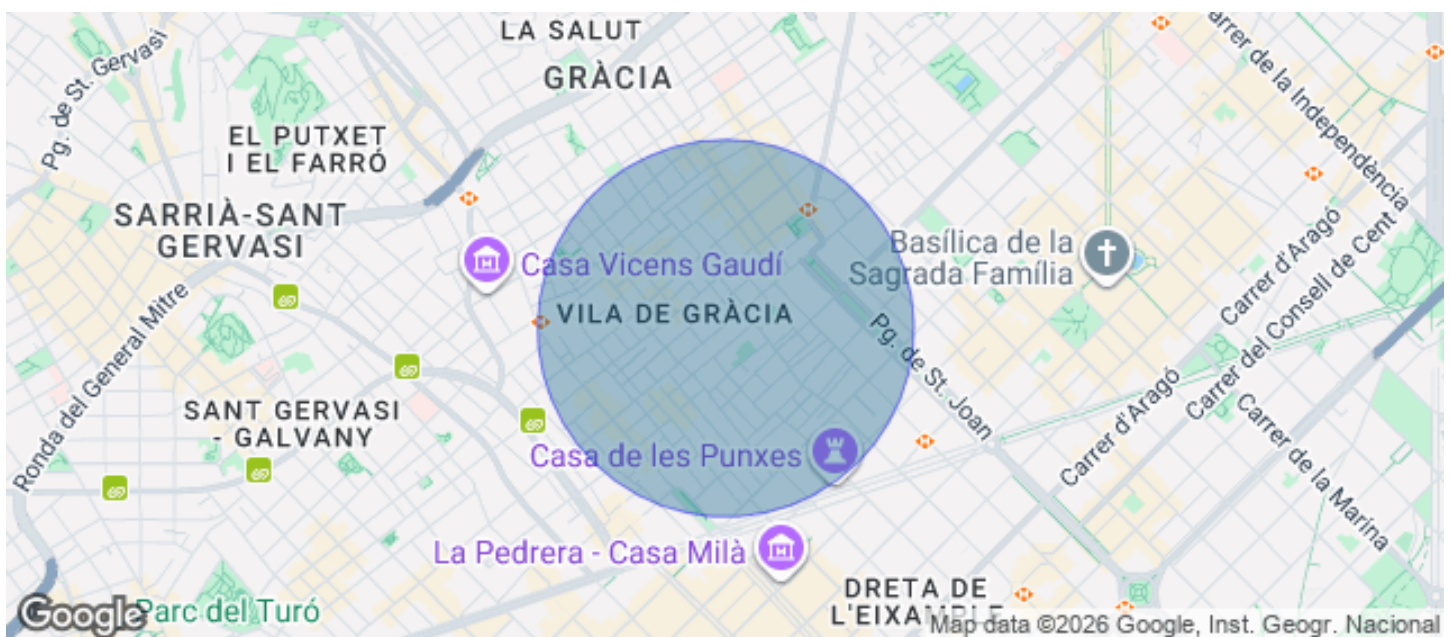 LA SALUT
GRÀCIA
Pg. de St. Gervasi
EL PUTXET
I EL FARRÓ
SARRIÀ-SANT
GERVASI
Carrer de la Independència
Casa Vicens Gaudí
Basílica de la
Sagrada Família
Carrer d'Aragó
Carrer del Consell de Cent
VILA DE GRÀCIA
Ronda del General Mitre
Pg. de St. Joan
SANT GERVASI
- GALVANY
Carrer d'Aragó
Carrer de la Marina
Casa de les Punxes
La Pedrera - Casa Milà
DRETA DE
L'EIXAMPLE
Google
Parc del Turó
Map data ©2026 Google, Inst. Geogr. Nacional